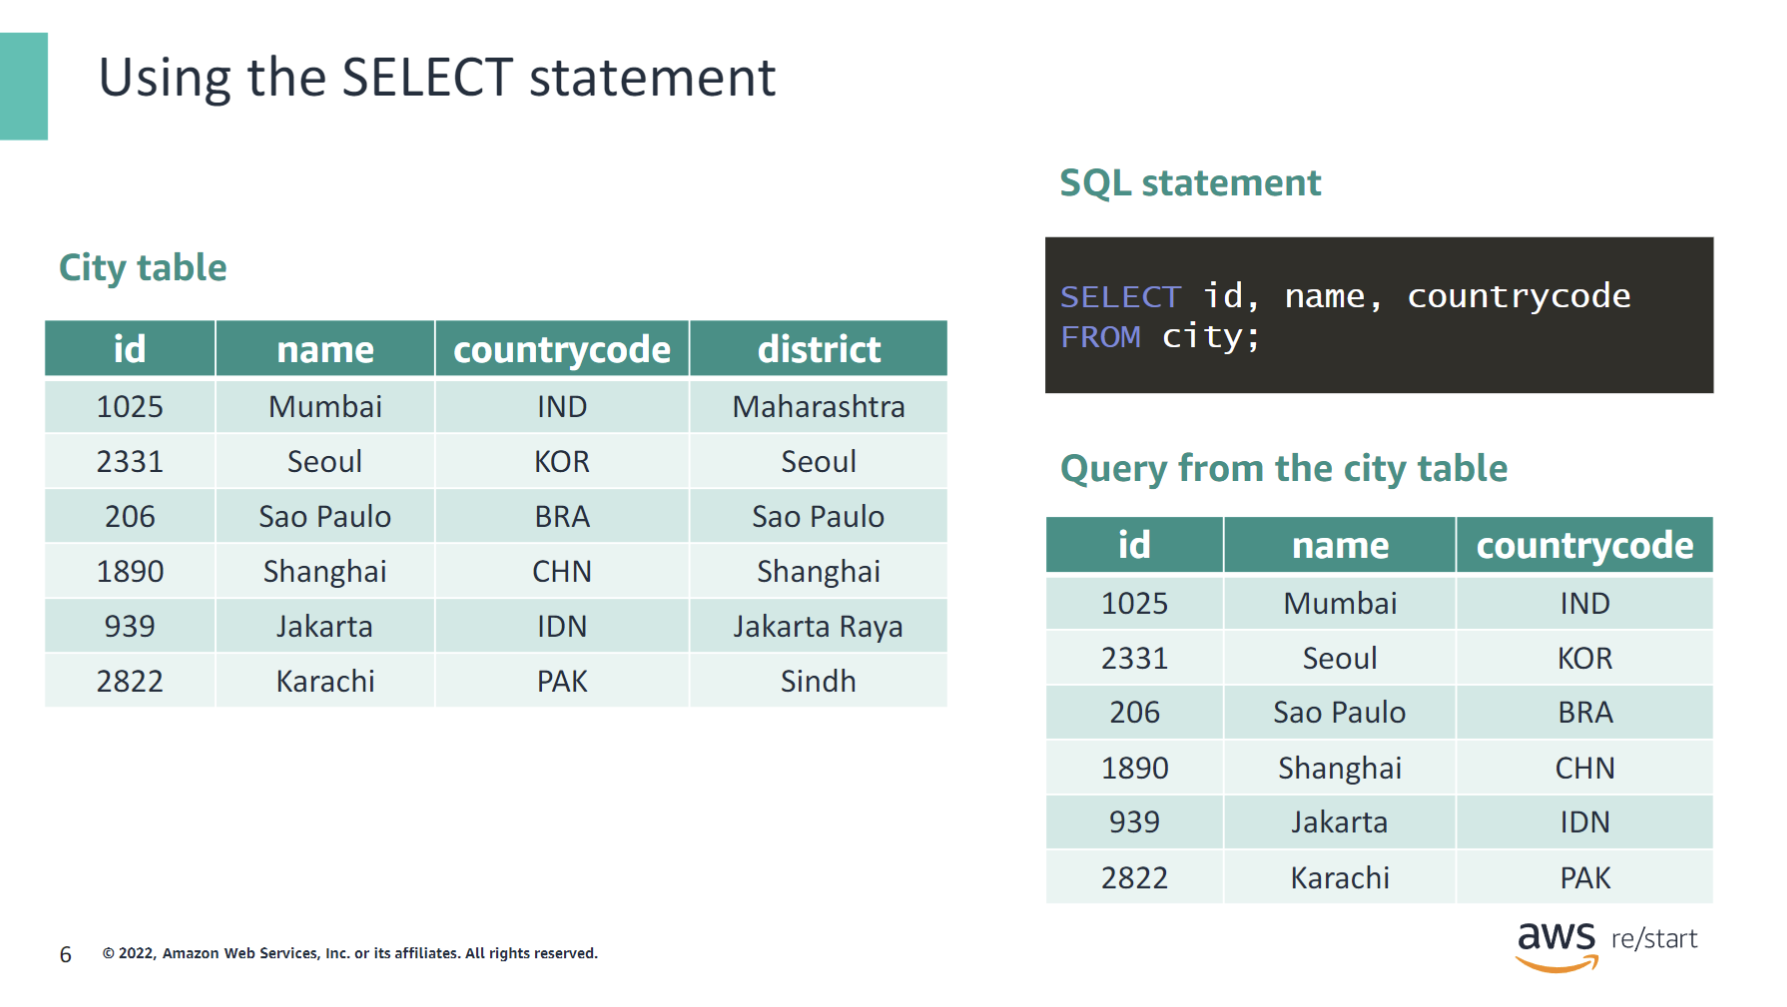 Using the SELECT statement
City table
id name countrycode district
1025 Mumbai IND Maharashtra
2331 Seoul KOR Seoul
206 Sao Paulo BRA Sao Paulo
1890 Shanghai CHN Shanghai
939 Jakarta IDN Jakarta Raya
2822 Karachi PAK Sindh
SQL statement
SELECT id, name, countrycode
FROM city;
Query from the city table
id name countrycode
1025 Mumbai IND
2331 Seoul KOR
206 Sao Paulo BRA
1890 Shanghai CHN
939 Jakarta IDN
2822 Karachi PAK
6 © 2022, Amazon Web Services, Inc. or its affiliates. All rights reserved.
aws re/start